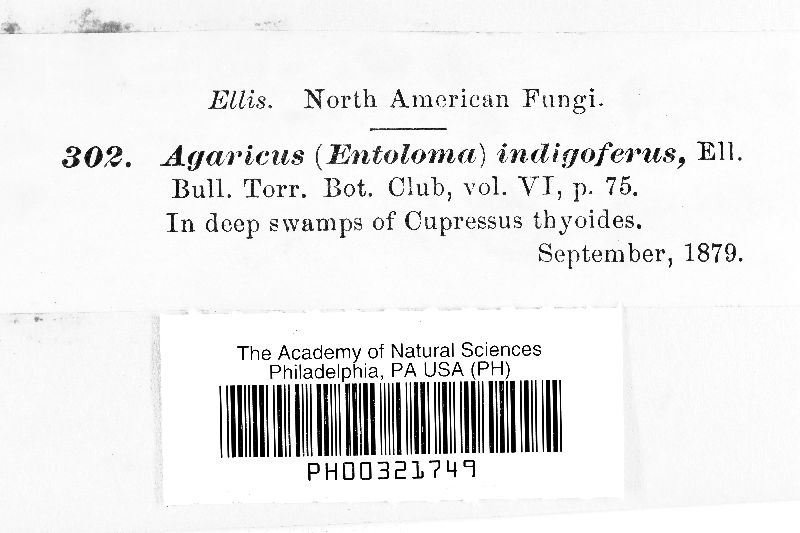 Ellis. North American Fungi.
302. Agaricus (Entoloma) indigoferus, Ell.
Bull. Torr. Bot. Club, vol. VI, p. 75.
In deep swamps of Cupressus thyoides.
September, 1879.
The Academy of Natural Sciences
Philadelphia, PA USA (PH)
PH00321749